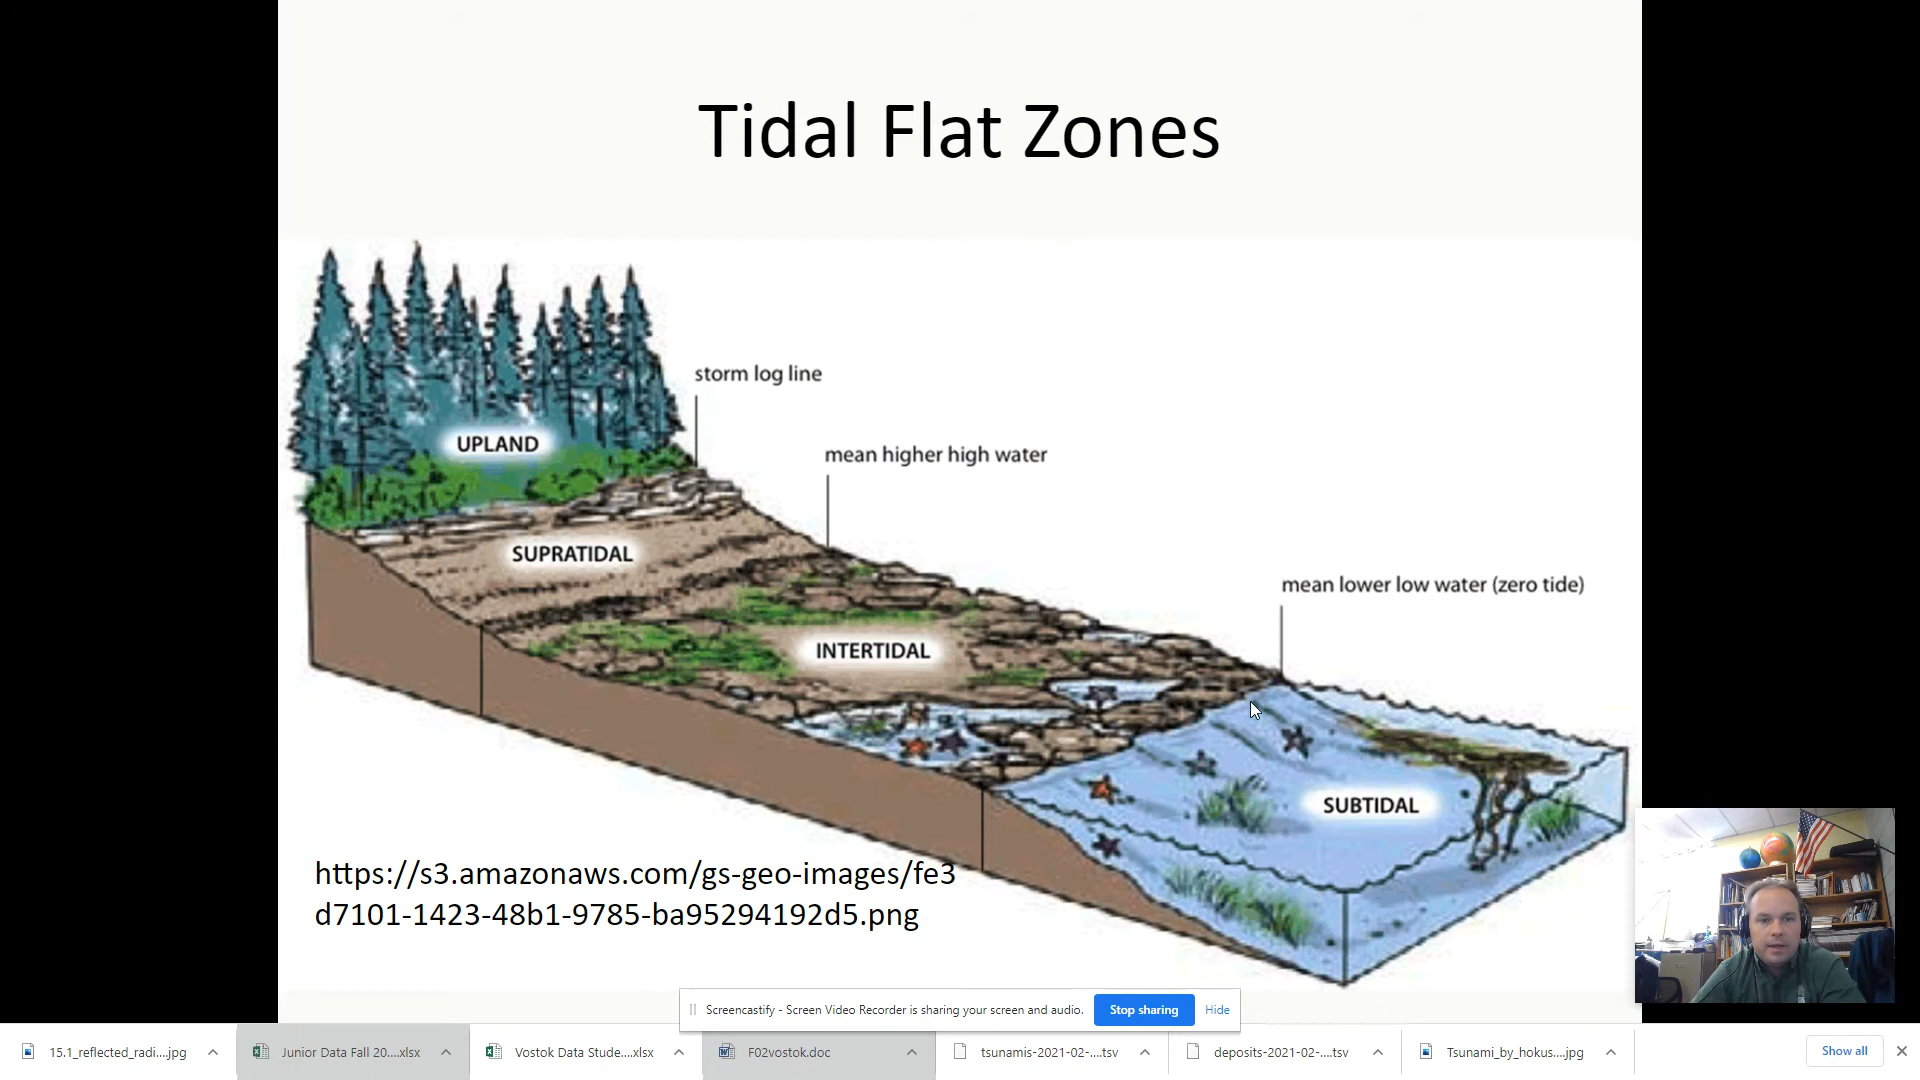 Tidal Flat Zones
storm log line
UPLAND
mean higher high water
SUPRATIDAL
mean lower low water (zero tide)
INTERTIDAL
SUBTIDAL
https://s3.amazonaws.com/gs-geo-images/fe3
d7101-1423-48b1-9785-ba95294192d5.png
Screencastify - Screen Video Recorder is sharing your screen and audio. Stop sharing Hide
15.1_reflected_radi....jpg Junior Data Fall 20....xlsx Vostok Data Stude....xlsx F02vostok.doc tsunamis-2021-02-....tsv deposits-2021-02-....tsv Tsunami_by_hokus....jpg Show all